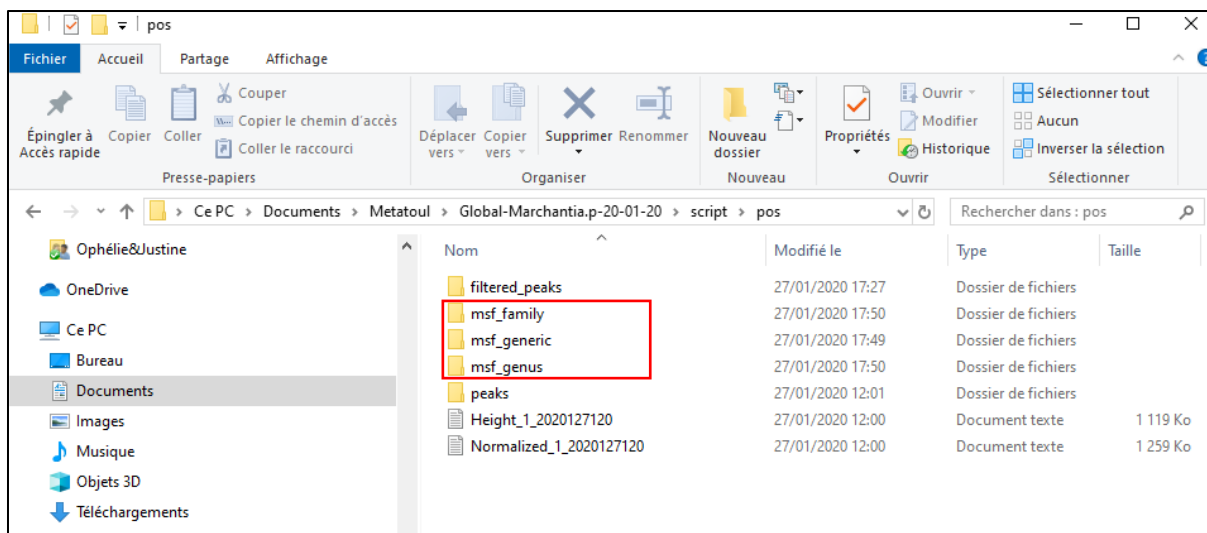 pos
Fichier Accueil Partage Affichage
Épingler à Accès rapide
Copier
Coller
Couper
Copier le chemin d'accès
Coller le raccourci
Presse-papiers
Déplacer vers
Copier vers
Supprimer
Renommer
Organiser
Nouveau dossier
Nouveau
Propriétés
Ouvrir
Modifier
Historique
Ouvrir
Sélectionner tout
Aucun
Inverser la sélection
Sélectionner
Ce PC > Documents > Metatoul > Global-Marchantia.p-20-01-20 > script > pos
Rechercher dans : pos
Ophélie&Justine
OneDrive
Ce PC
Bureau
Documents
Images
Musique
Objets 3D
Téléchargements
Nom Modifié le Type Taille
filtered_peaks 27/01/2020 17:27 Dossier de fichiers
msf_family 27/01/2020 17:50 Dossier de fichiers
msf_generic 27/01/2020 17:49 Dossier de fichiers
msf_genus 27/01/2020 17:50 Dossier de fichiers
peaks 27/01/2020 12:01 Dossier de fichiers
Height_1_2020127120 27/01/2020 12:00 Document texte 1 119 Ko
Normalized_1_2020127120 27/01/2020 12:00 Document texte 1 259 Ko